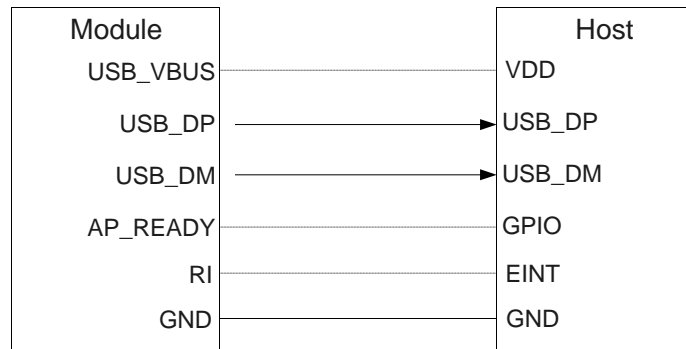 Module Host
USB_VBUS VDD
USB_DP USB_DP
USB_DM USB_DM
AP_READY GPIO
RI EINT
GND GND